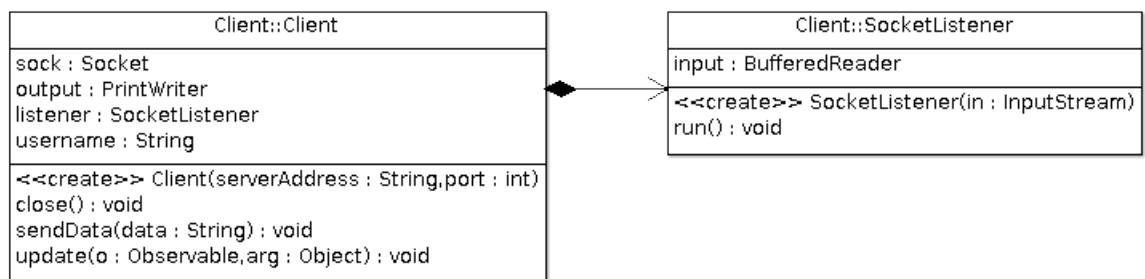 Client::Client
sock : Socket
output : PrintWriter
listener : SocketListener
username : String
<<create>> Client(serverAddress : String,port : int)
close() : void
sendData(data : String) : void
update(o : Observable,arg : Object) : void
Client::SocketListener
input : BufferedReader
<<create>> SocketListener(in : InputStream)
run() : void